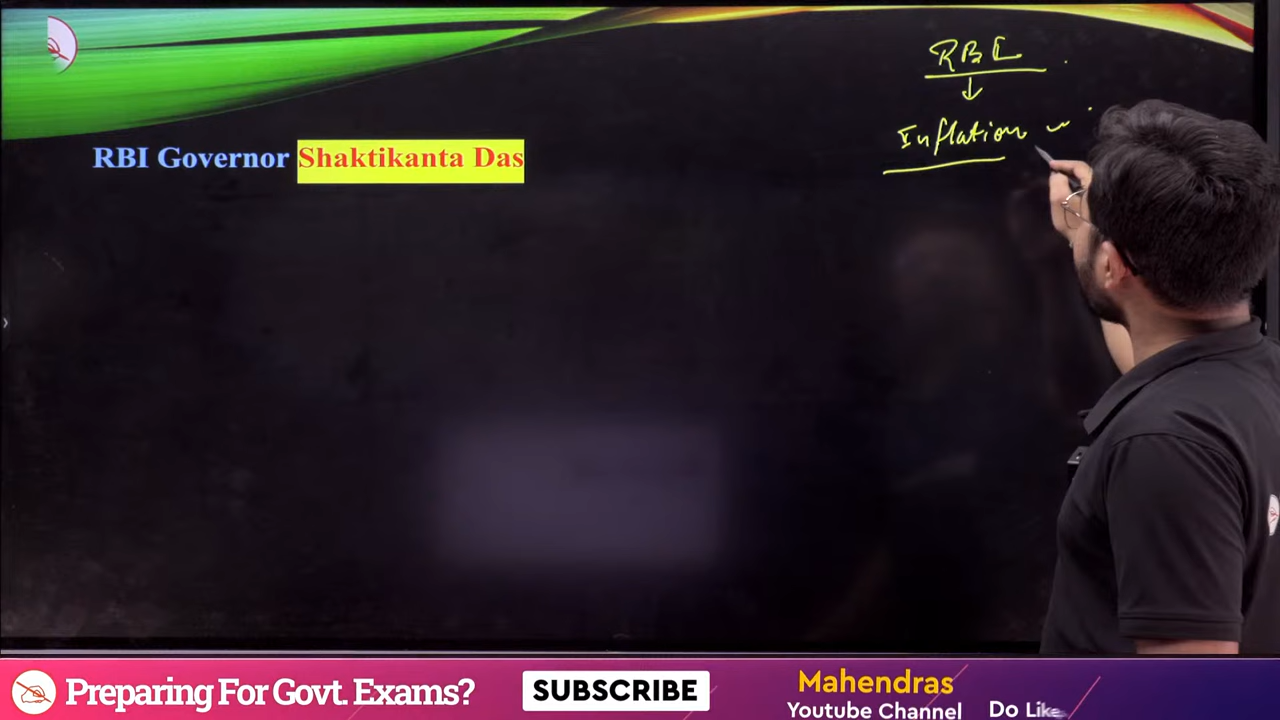 RBI
Inflation
RBI Governor Shaktikanta Das
Preparing For Govt. Exams?
SUBSCRIBE
Mahendras
Youtube Channel
Do Like